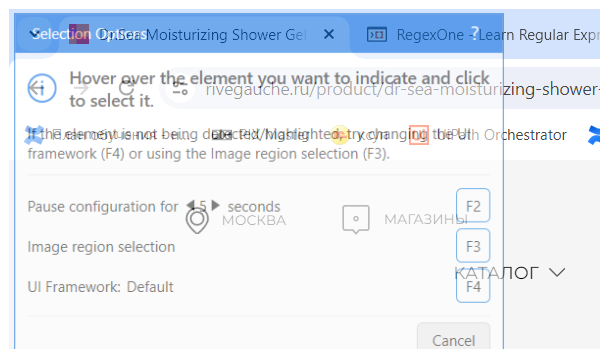 Selection Options
?
Dr.Sea Moisturizing Shower Gel
RegexOne - Learn Regular Expr
Hover over the element you want to indicate and click
to select it.
rivegauche.ru/product/dr-sea-moisturizing-shower-
If the element is not being detected/highlighted, try changing the UI
framework (F4) or using the Image region selection (F3).
UiPath Orchestrator
Pause configuration for 5 seconds
F2
МОСКВА
МАГАЗИНЫ
Image region selection
F3
КАТАЛОГ
UI Framework: Default
F4
Cancel